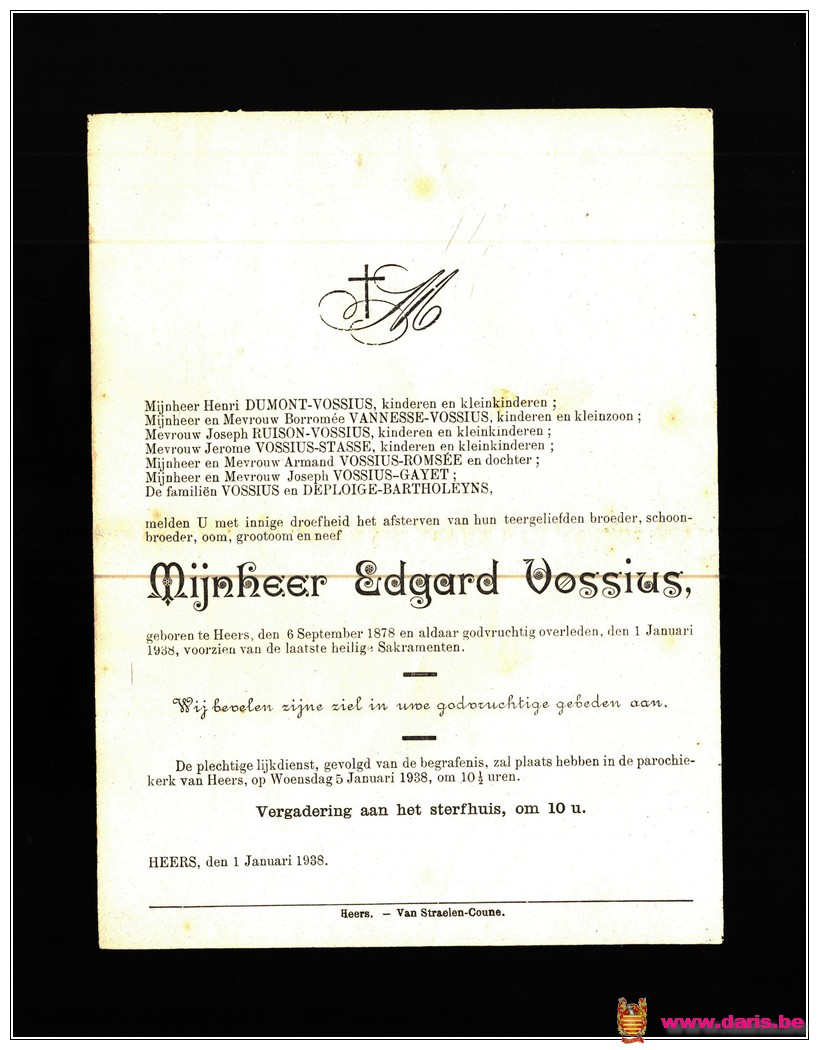 M
Mijnheer Henri DUMONT-VOSSIUS, kinderen en kleinkinderen ;
Mijnheer en Mevrouw Borromée VANNESSE-VOSSIUS, kinderen en kleinzoon ;
Mevrouw Joseph RUISON-VOSSIUS, kinderen en kleinkinderen ;
Mevrouw Jerome VOSSIUS-STASSE, kinderen en kleinkinderen ;
Mijnheer en Mevrouw Armand VOSSIUS-ROMSÉE en dochter ;
Mijnheer en Mevrouw Joseph VOSSIUS-GAYET ;
De familiën VOSSIUS en DEPLOIGE-BARTHOLEYNS,
melden U met innige droefheid het afsterven van hun teergeliefden broeder, schoon-
broeder, oom, grootoom en neef
Mijnheer Edgard Vossius,
geboren te Heers, den 6 September 1878 en aldaar godvruchtig overleden, den 1 Januari
1938, voorzien van de laatste heilige Sakramenten.
Wij bevelen zijne ziel in uwe godvruchtige gebeden aan.
De plechtige lijkdienst, gevolgd van de begrafenis, zal plaats hebben in de parochie-
kerk van Heers, op Woensdag 5 Januari 1938, om 10 ½ uren.
Vergadering aan het sterfhuis, om 10 u.
HEERS, den 1 Januari 1938.
Heers. — Van Straelen-Coune.
www.daris.be